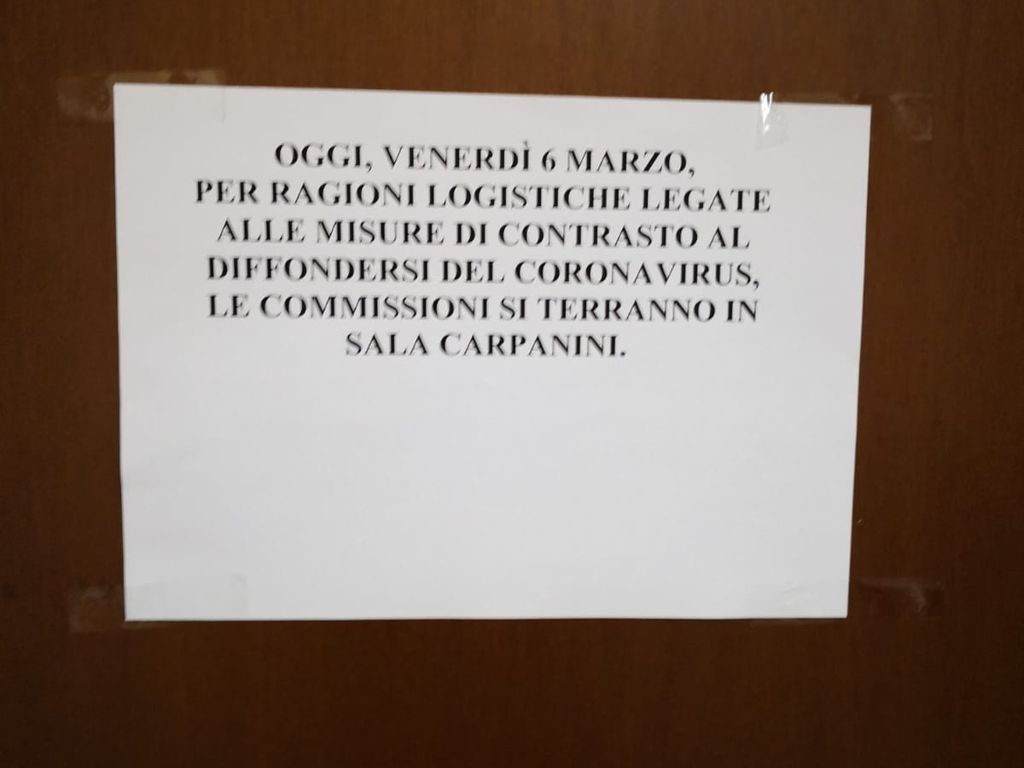 OGGI, VENERDÌ 6 MARZO,
PER RAGIONI LOGISTICHE LEGATE
ALLE MISURE DI CONTRASTO AL
DIFFONDERSI DEL CORONAVIRUS,
LE COMMISSIONI SI TERRANNO IN
SALA CARPANINI.